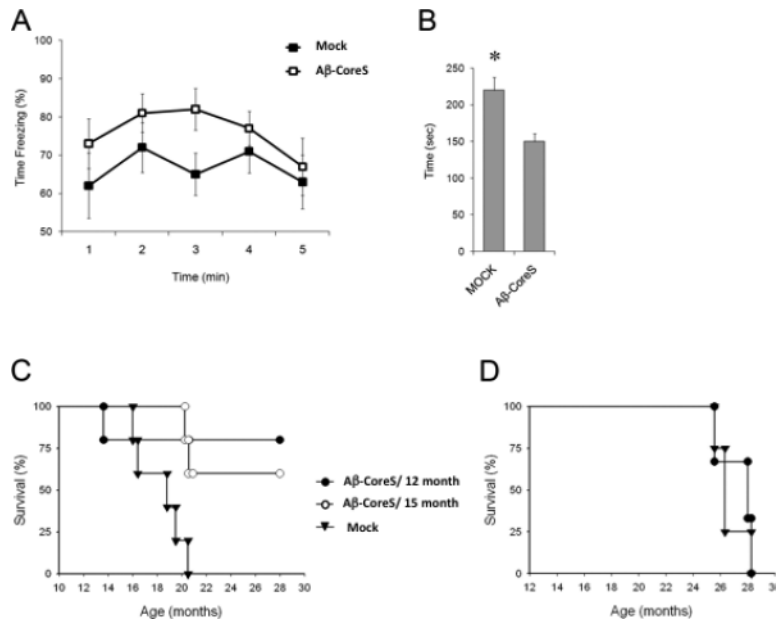 A
100
90
80
70
60
50
Time Freezing (%)
1 2 3 4 5
Time (min)
Mock
Aβ-CoreS
B
*
250
200
150
100
50
0
Time (sec)
MOCK
Aβ-CoreS
C
100
75
50
25
0
Survival (%)
10 12 14 16 18 20 22 24 26 28 30
Age (months)
Aβ-CoreS/ 12 month
Aβ-CoreS/ 15 month
Mock
D
100
75
50
25
0
Survival (%)
12 14 16 18 20 22 24 26 28 30
Age (months)